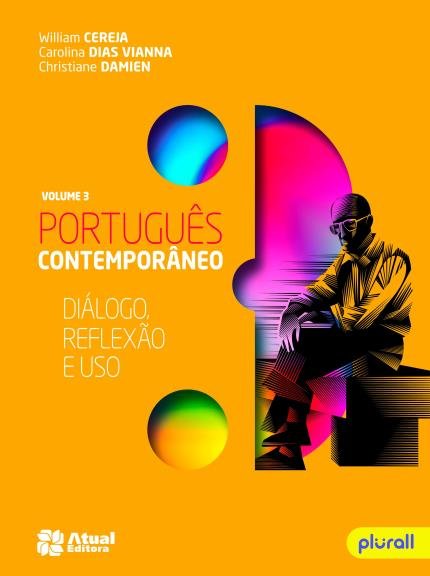 William CEREJA
Carolina DIAS VIANNA
Christiane DAMIEN
VOLUME 3
PORTUGUÊS
CONTEMPORÂNEO
DIÁLOGO,
REFLEXÃO
E USO
Atual
Editora
plurall